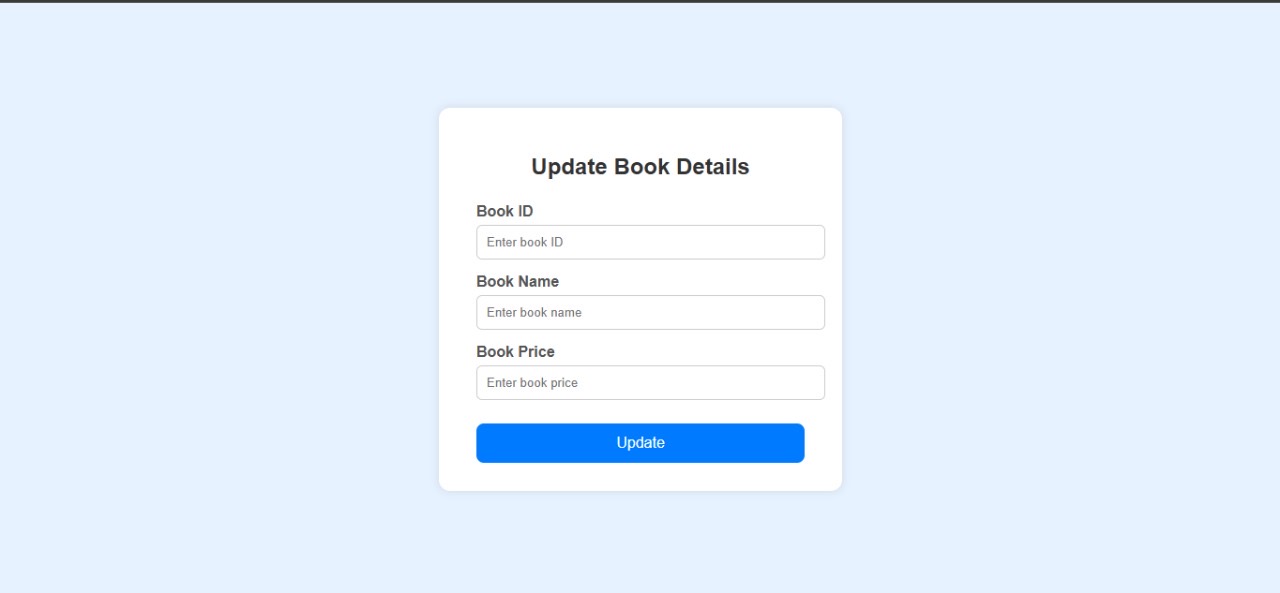 Update Book Details
Book ID
Enter book ID
Book Name
Enter book name
Book Price
Enter book price
Update